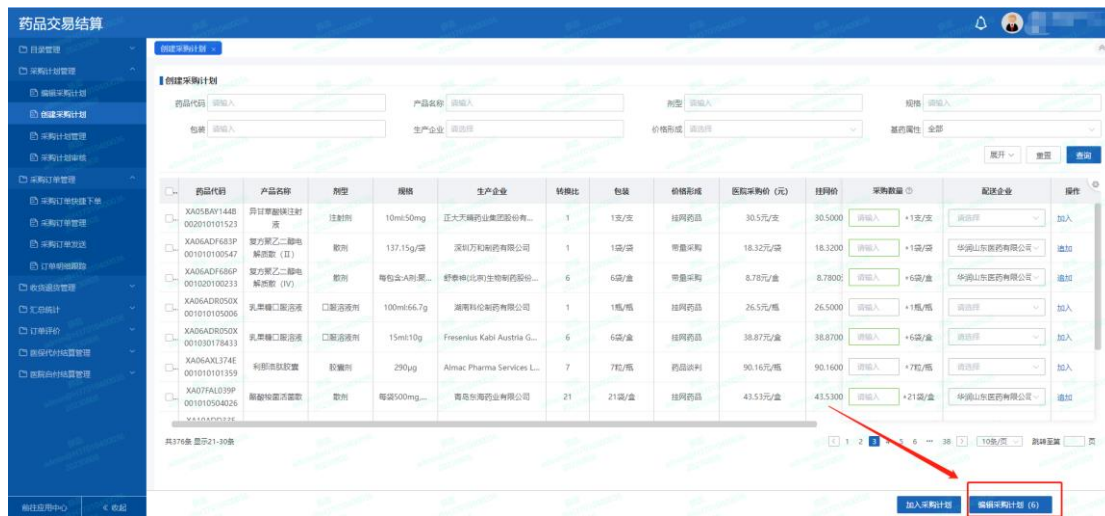 药品交易结算
目录管理
创建采购计划 ×
采购计划管理
编辑采购计划
创建采购计划
采购计划管理
采购计划审核
采购订单管理
采购订单快捷下单
采购订单管理
采购订单发送
订单明细跟踪
收货退货管理
汇总统计
订单评价
医保代付结算管理
医院自付结算管理
前往应用中心 《 收起
创建采购计划
药品代码 请输入 产品名称 请输入 剂型 请输入 规格 请输入
包装 请输入 生产企业 请选择 价格形成 请选择 基药属性 全部
展开 重置 查询
药品代码 产品名称 剂型 规格 生产企业 转换比 包装 价格形成 医院采购价（元） 挂网价 采购数量 配送企业 操作
XA05BAY144B002010101523 异甘草酸镁注射液 注射剂 10ml:50mg 正大天晴药业集团股份有... 1 1支/支 挂网药品 30.5元/支 30.5000 请输入 +1支/支 请选择 加入
XA06ADF683P001010100547 复方聚乙二醇电解质散（II） 散剂 137.15g/袋 深圳万和制药有限公司 1 1袋/袋 带量采购 18.32元/袋 18.3200 请输入 +1袋/袋 华润山东医药有限公司 追加
XA06ADF686P001020100233 复方聚乙二醇电解质散（IV） 散剂 每包含:A剂:聚... 舒泰神(北京)生物制药股份... 6 6袋/盒 带量采购 8.78元/盒 8.7800 请输入 +6袋/盒 华润山东医药有限公司 追加
XA06ADR050X001010105006 乳果糖口服溶液 口服溶液剂 100ml:66.7g 湖南科伦制药有限公司 1 1瓶/瓶 挂网药品 26.5元/瓶 26.5000 请输入 +1瓶/瓶 请选择 加入
XA06ADR050X001030178433 乳果糖口服溶液 口服溶液剂 15ml:10g Fresenius Kabi Austria G... 6 6袋/盒 挂网药品 38.87元/盒 38.8700 请输入 +6袋/盒 请选择 加入
XA06AXL374E001010101359 利那洛肽胶囊 胶囊剂 290μg Almac Pharma Services L... 7 7粒/瓶 药品谈判 90.16元/瓶 90.1600 请输入 +7粒/瓶 请选择 加入
XA07FAL039P001010504026 酪酸梭菌活菌散 散剂 每袋500mg,... 青岛东海药业有限公司 21 21袋/盒 挂网药品 43.53元/盒 43.5300 请输入 +21袋/盒 华润山东医药有限公司 追加
共376条 显示21-30条 1 2 3 4 5 6 ··· 38 10条/页 跳转至第 页
加入采购计划 编辑采购计划（6）